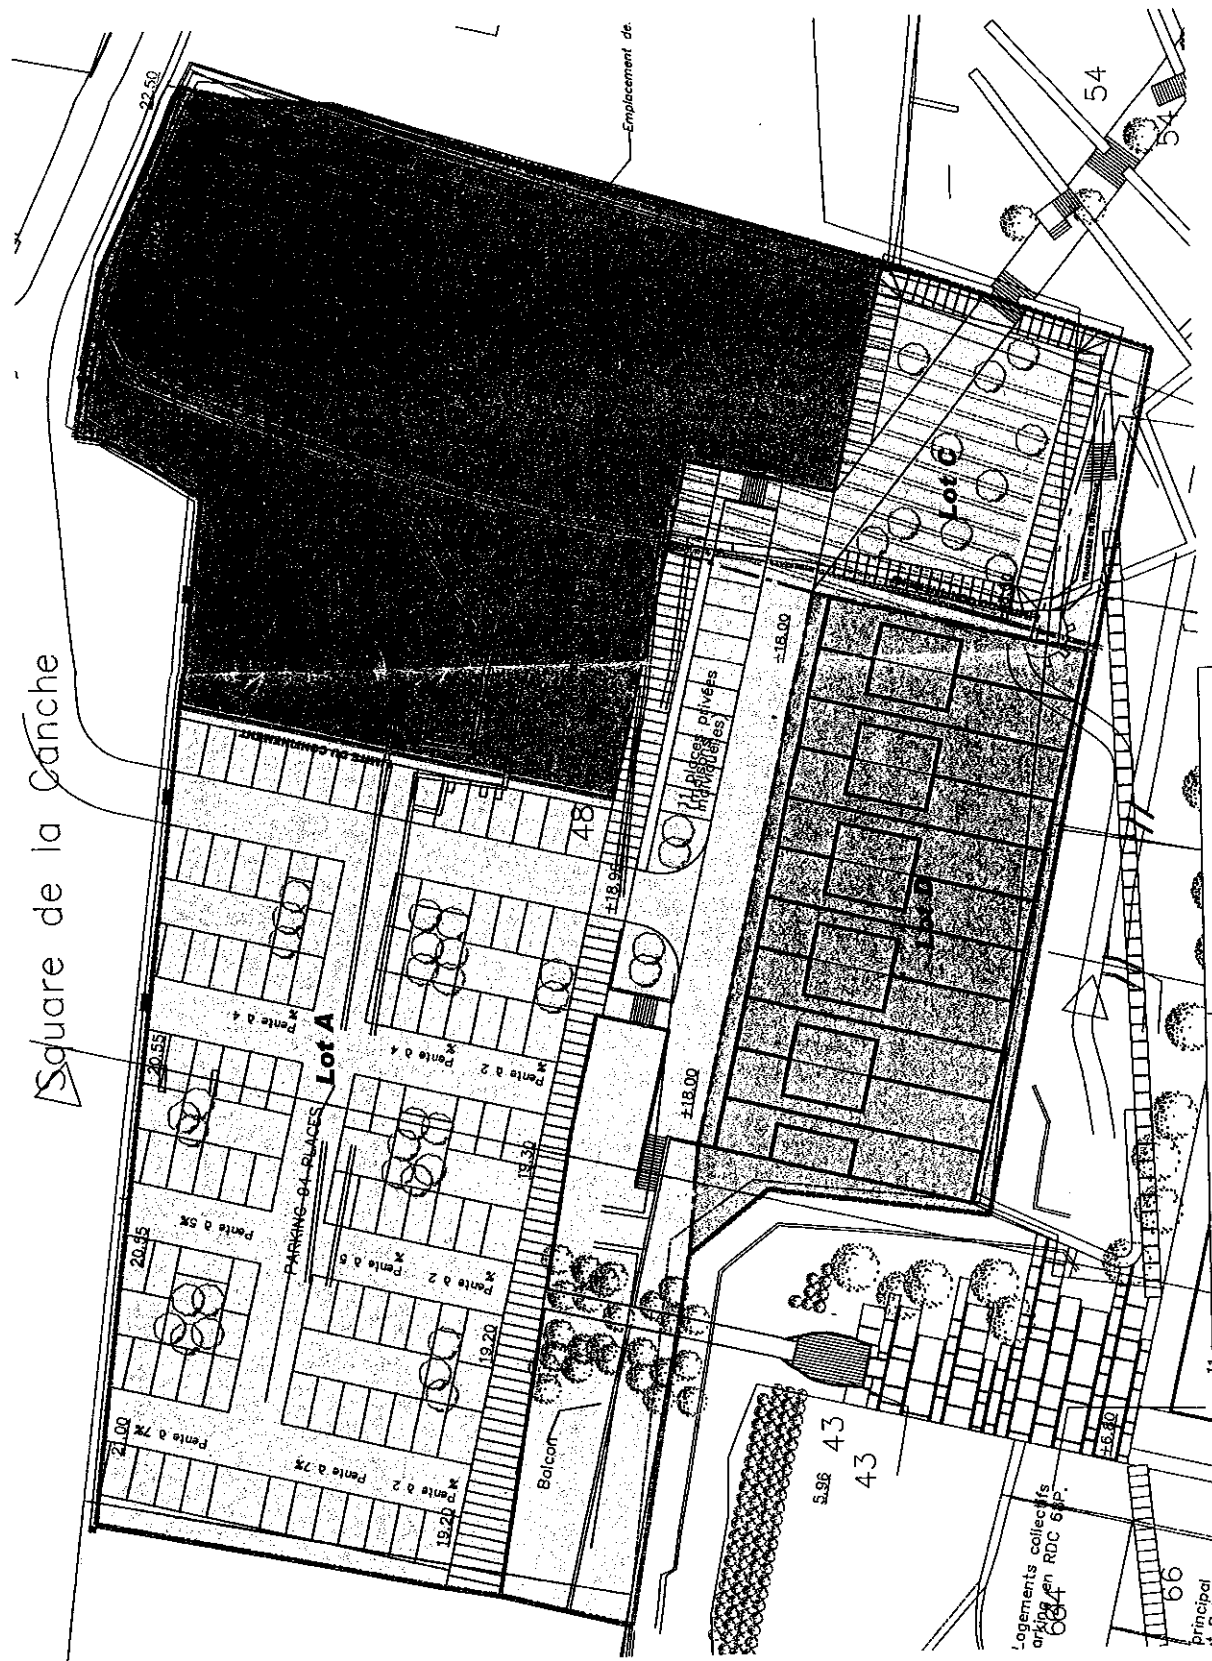 Square de la Canche
22.50
Emplacement de.
54
54
Lot C
±18.00
11 places privées
48
±18.95
Lot A
PARKING 94 PLACES
Pente à 4 %
Pente à 4 %
Pente à 2 %
20.55
±18.00
19.30
Pente à 5%
20.95
Pente à 5 %
Pente à 2 %
19.20
21.00
Pente à 7%
Pente à 7%
Pente à 2 %
19.20
Balcon
5.96
43
43
±6.80
Logements collectifs
en RDC
66
principal